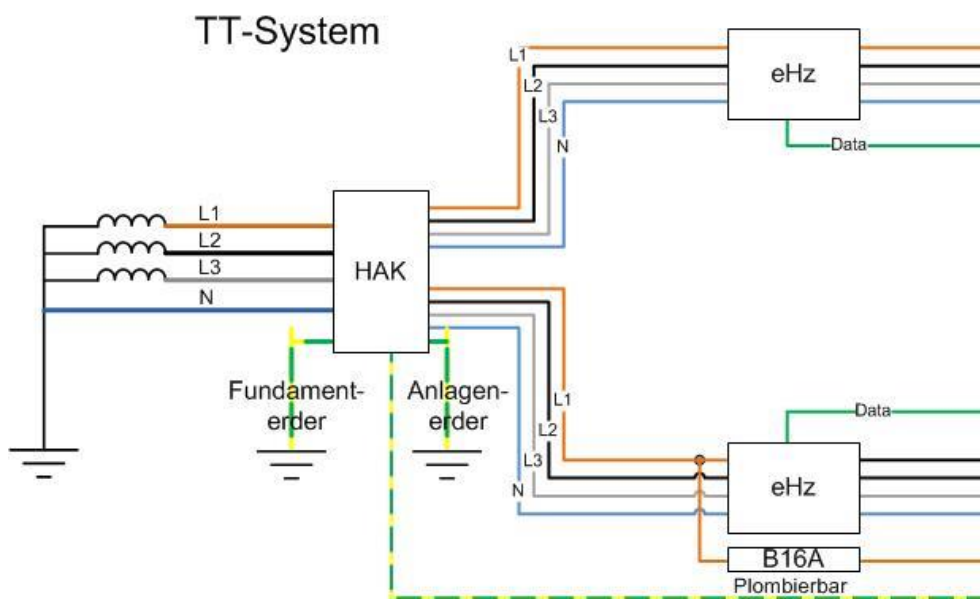 TT-System
L1
L2
L3
N
eHz
Data
L1
L2
L3
N
HAK
Fundament-
erder
Anlagen-
erder
L1
L2
L3
N
Data
eHz
B16A
Plombierbar